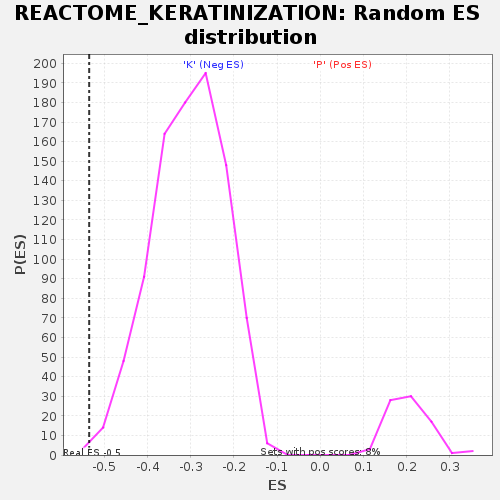 REACTOME_KERATINIZATION: Random ES
distribution
'K' (Neg ES)
'P' (Pos ES)
P(ES)
200
190
180
170
160
150
140
130
120
110
100
90
80
70
60
50
40
30
20
10
0
Real ES -0.5
Sets with pos scores: 8%
-0.5 -0.4 -0.3 -0.2 -0.1 0.0 0.1 0.2 0.3
ES